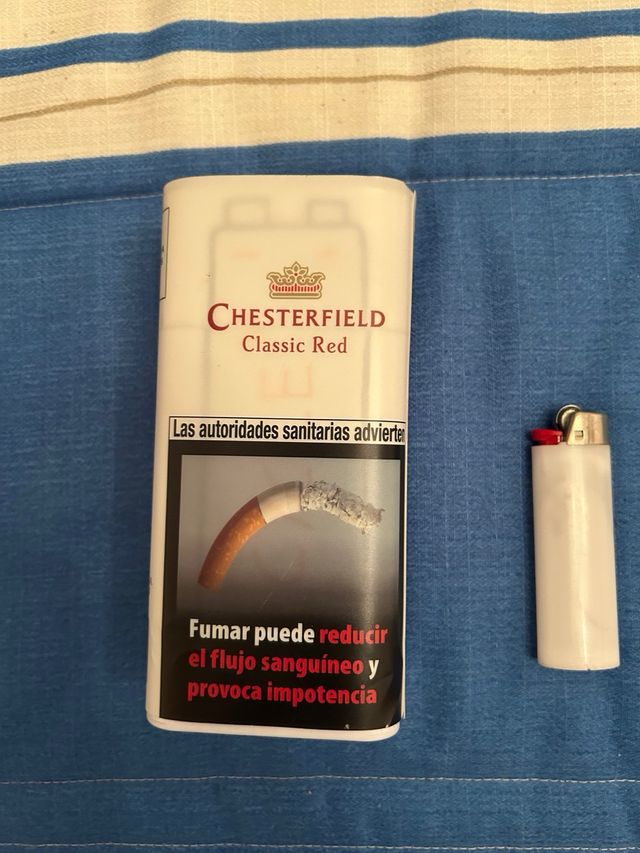 CHESTERFIELD
Classic Red
Las autoridades sanitarias advierten
Fumar puede reducir
el flujo sanguíneo y
provoca impotencia